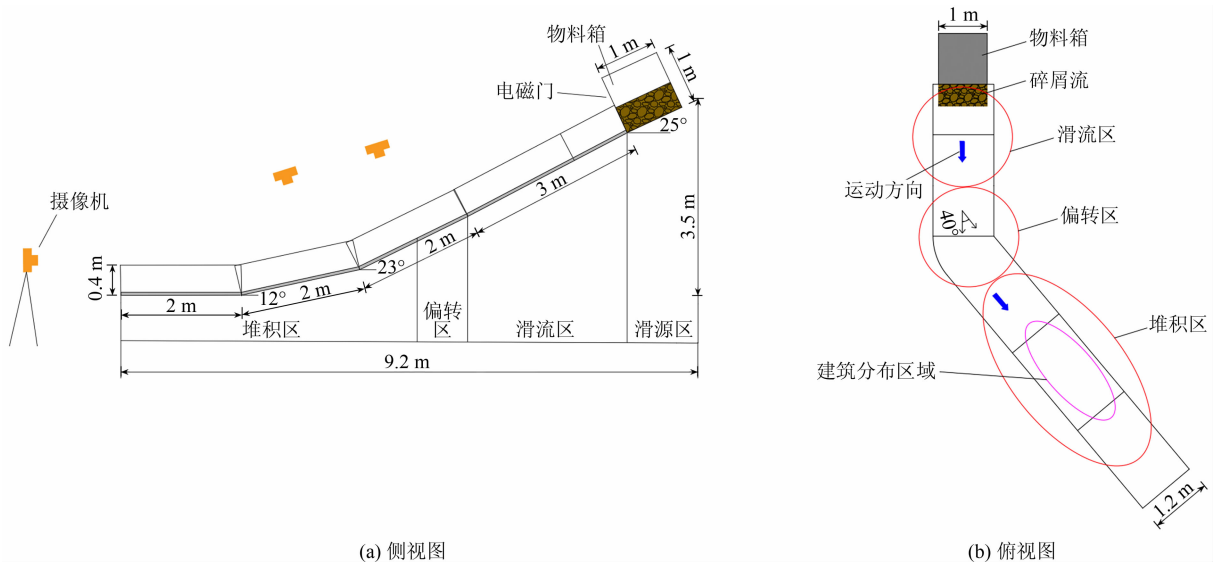 物料箱
1 m
1 m
电磁门
25°
3 m
3.5 m
摄像机
2 m
23°
0.4 m
12°
2 m
2 m
偏转
区
堆积区
滑流区
滑源区
9.2 m
(a) 侧视图
1 m
物料箱
碎屑流
滑流区
运动方向
偏转区
40°
堆积区
建筑分布区域
1.2 m
(b) 俯视图